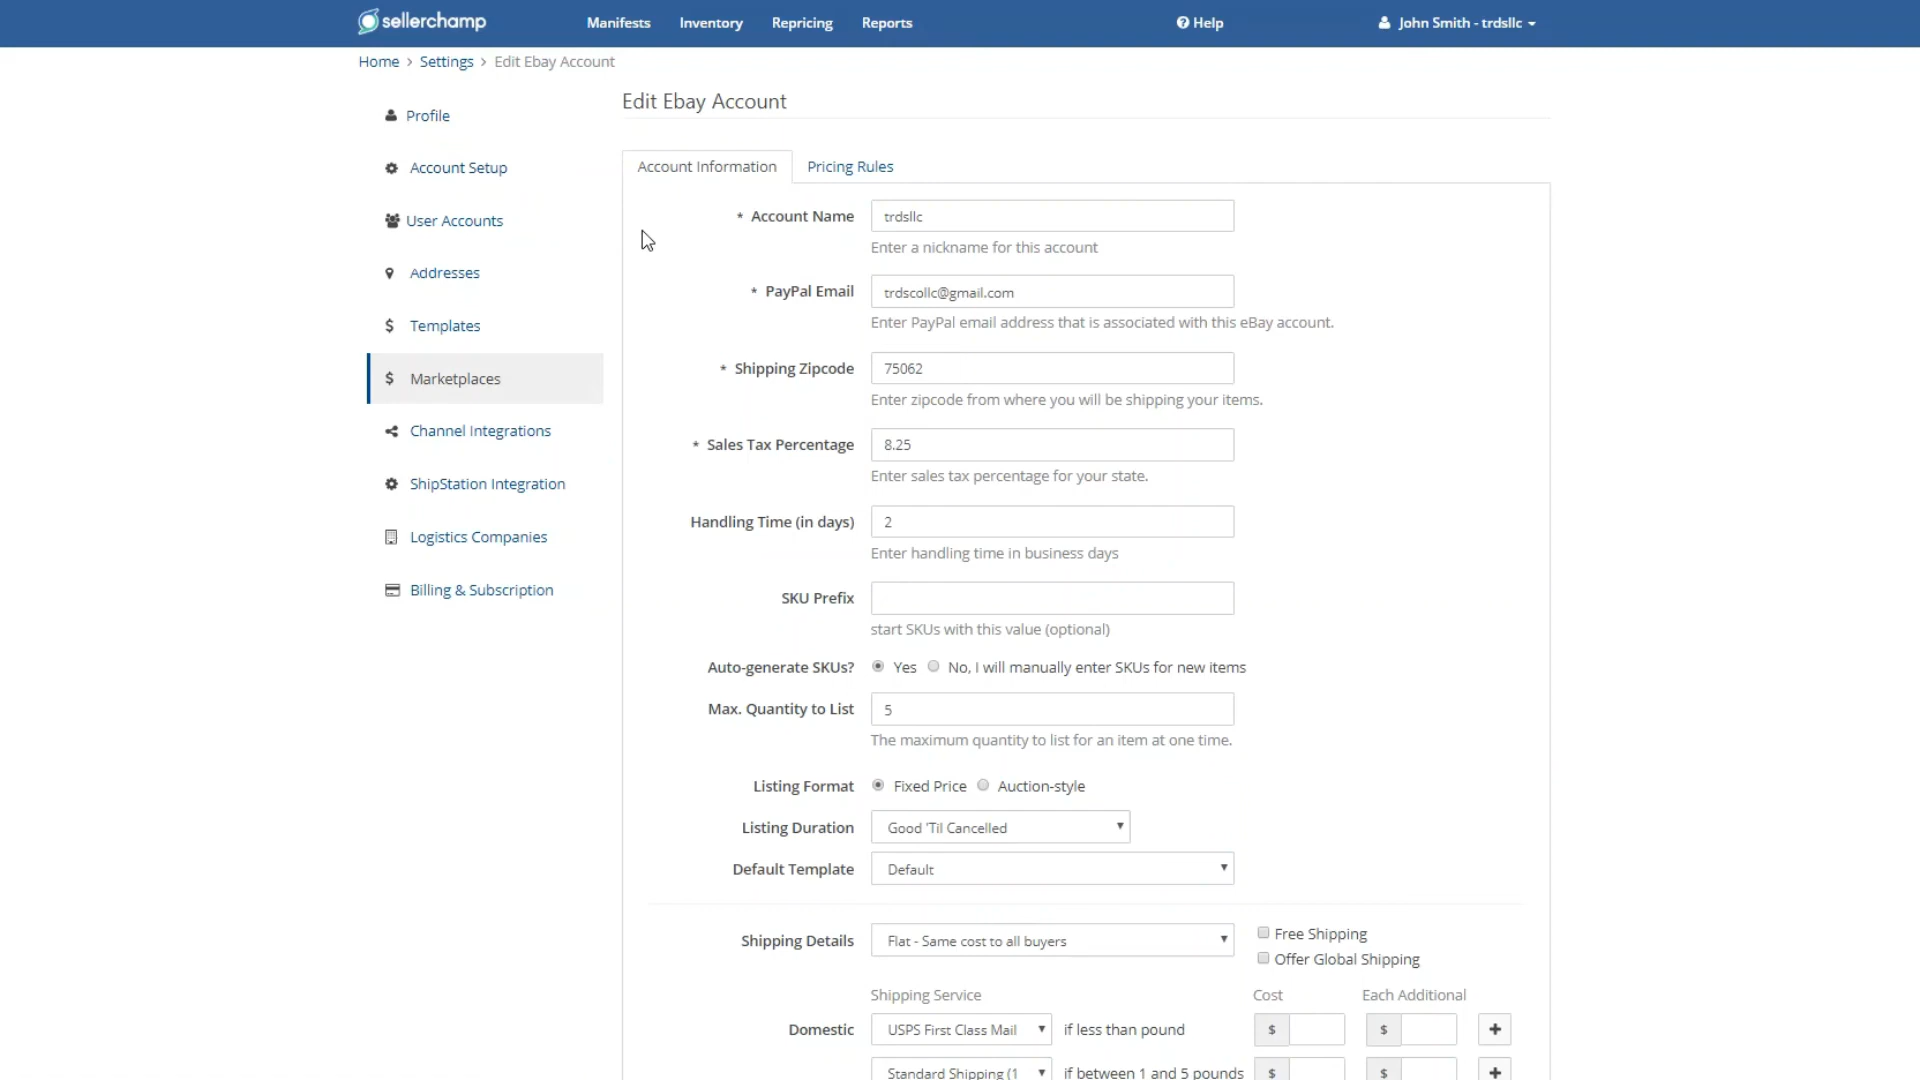 sellerchamp
Manifests
Inventory
Repricing
Reports
Help
John Smith - trdsllc
Home > Settings > Edit Ebay Account
Profile
Account Setup
User Accounts
Addresses
$ Templates
$ Marketplaces
Channel Integrations
ShipStation Integration
Logistics Companies
Billing & Subscription
Edit Ebay Account
Account Information
Pricing Rules
* Account Name
trdsllc
Enter a nickname for this account
* PayPal Email
trdscollc@gmail.com
Enter PayPal email address that is associated with this eBay account.
* Shipping Zipcode
75062
Enter zipcode from where you will be shipping your items.
* Sales Tax Percentage
8.25
Enter sales tax percentage for your state.
Handling Time (in days)
2
Enter handling time in business days
SKU Prefix
start SKUs with this value (optional)
Auto-generate SKUs?
Yes
No, I will manually enter SKUs for new items
Max. Quantity to List
5
The maximum quantity to list for an item at one time.
Listing Format
Fixed Price
Auction-style
Listing Duration
Good 'Til Cancelled
Default Template
Default
Shipping Details
Flat - Same cost to all buyers
Free Shipping
Offer Global Shipping
Shipping Service
Cost
Each Additional
Domestic
USPS First Class Mail
if less than pound
$
$
+
Standard Shipping (1
if between 1 and 5 pounds
$
$
+